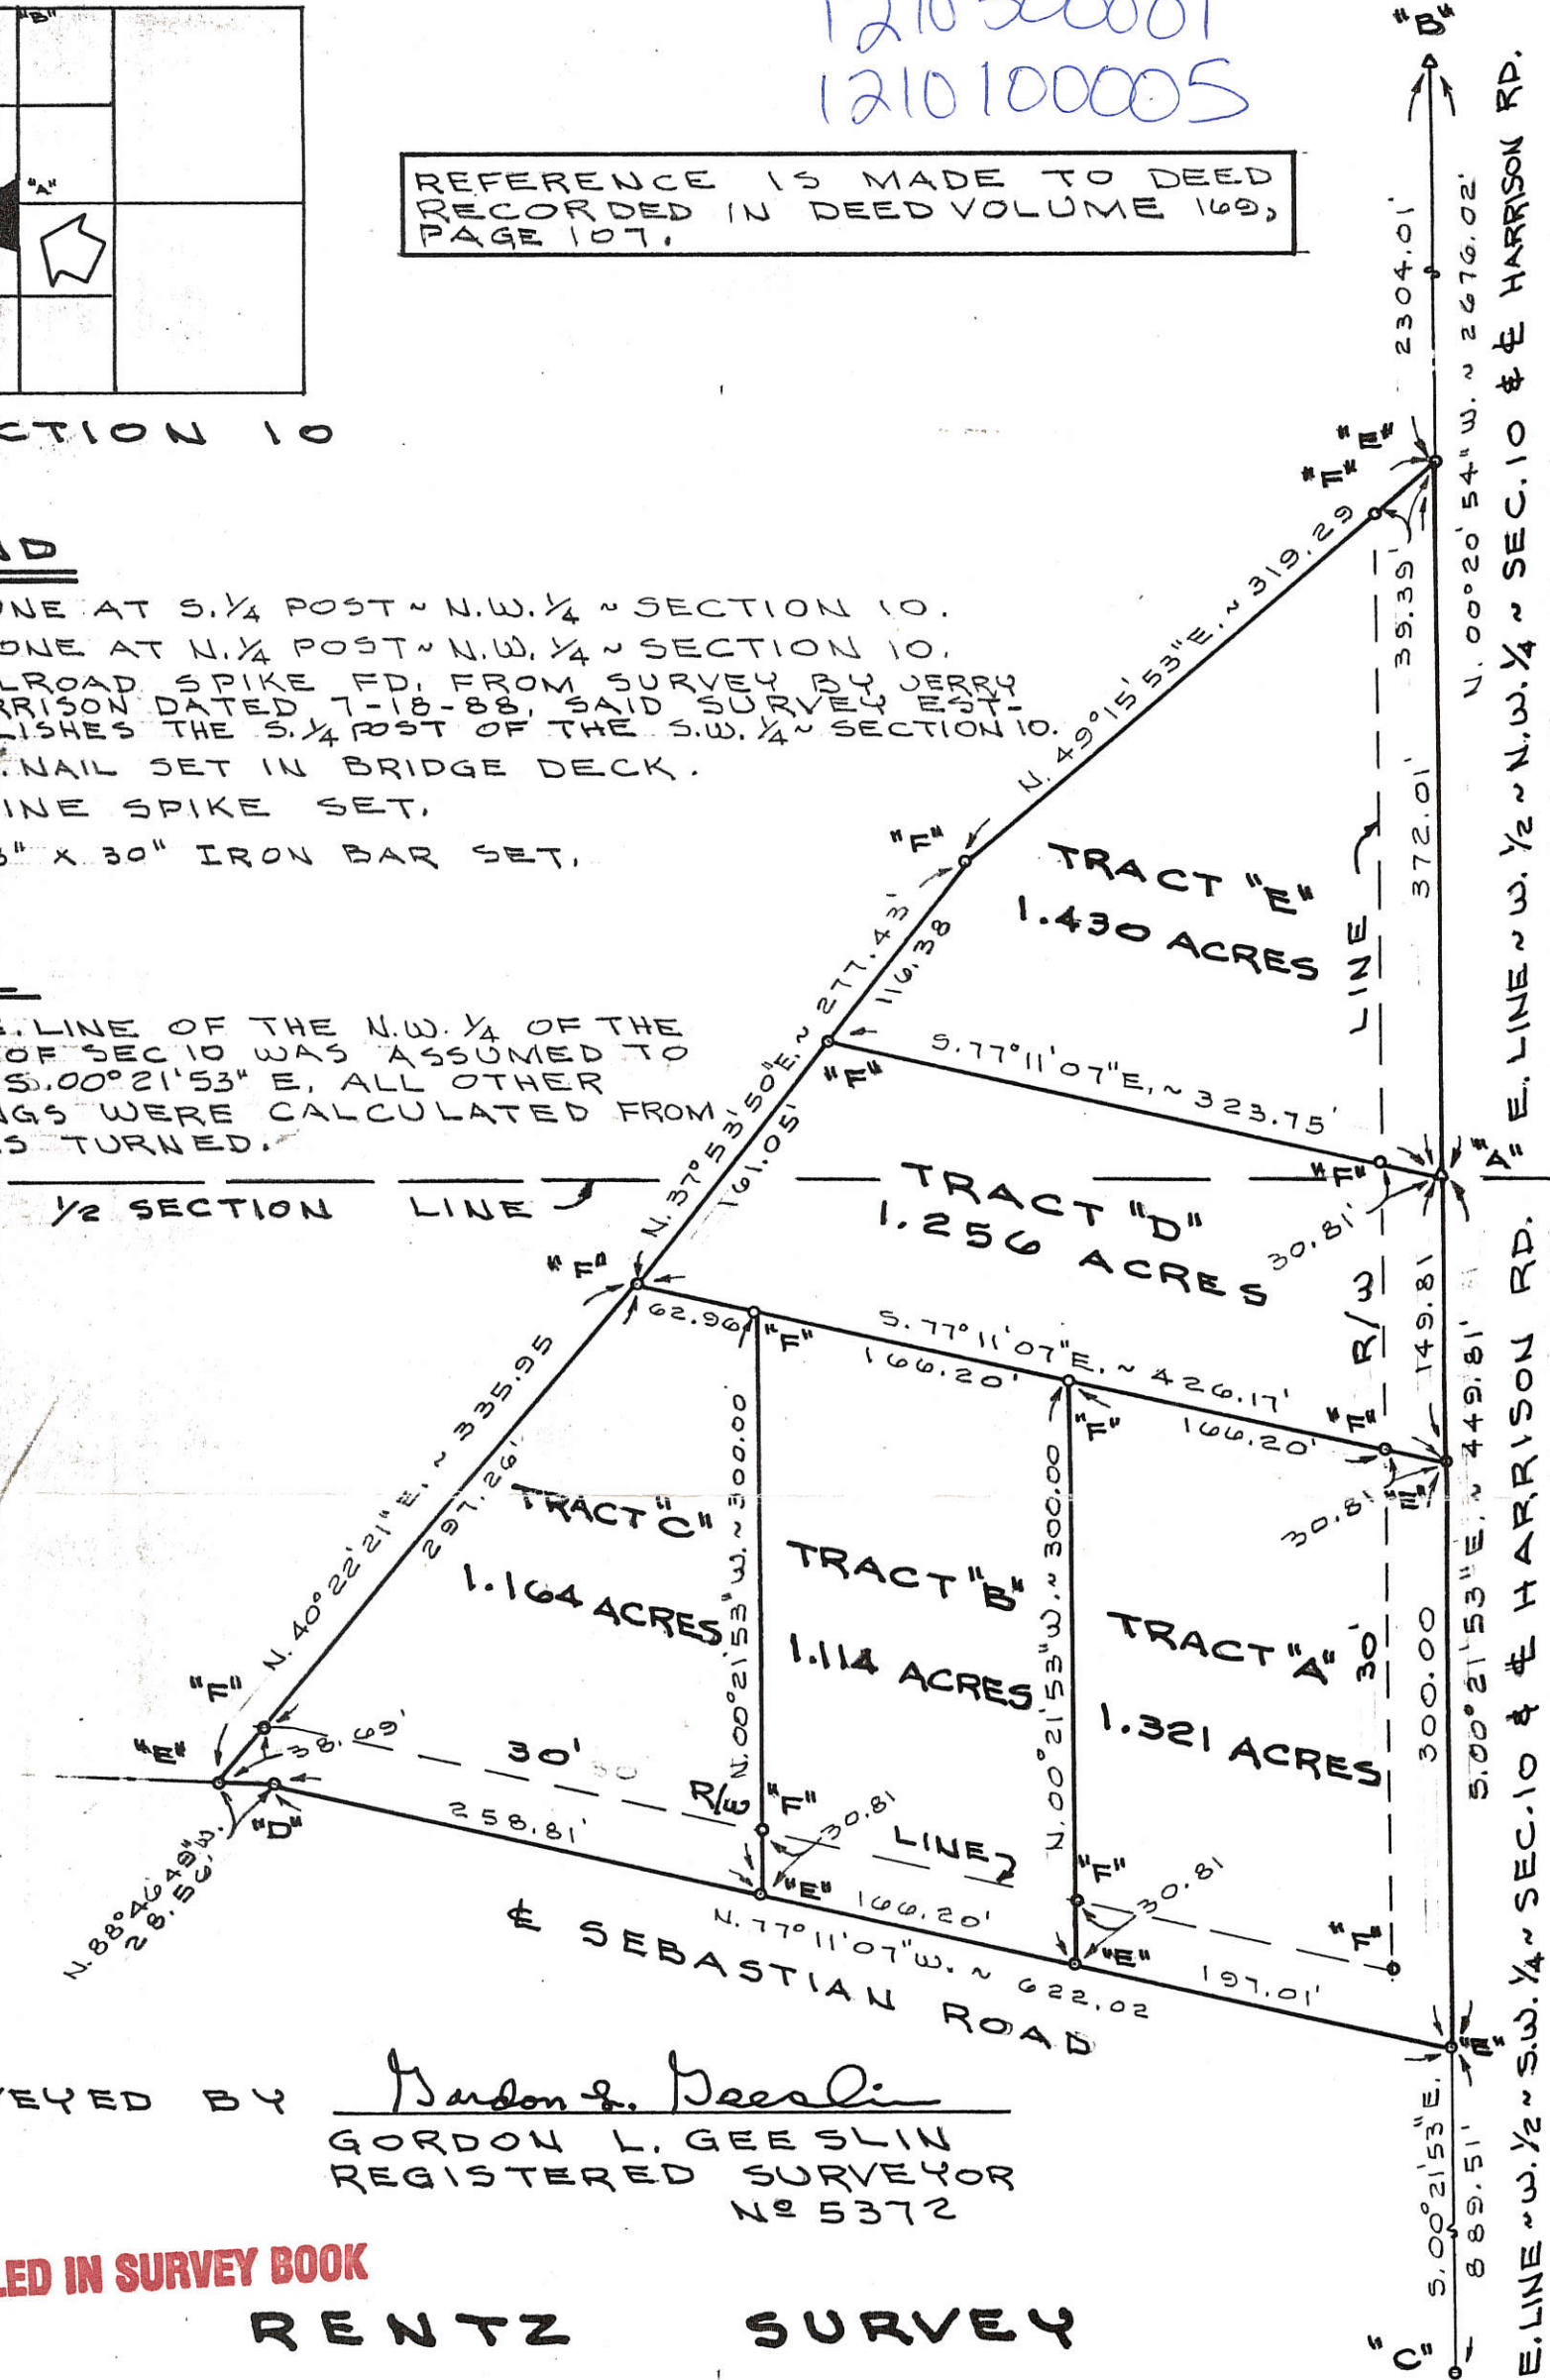 1210100005
"B"
"A"
"B"
REFERENCE IS MADE TO DEED
RECORDED IN DEED VOLUME 169,
PAGE 107.
CTION 10
ND
ONE AT S.1/4 POST ~ N.W.1/4 ~ SECTION 10.
ONE AT N.1/4 POST ~ N.W.1/4 ~ SECTION 10.
LROAD SPIKE FD. FROM SURVEY BY JERRY
RRISON DATED 7-18-88, SAID SURVEY EST-
LISHES THE S.1/4 POST OF THE S.W.1/4 ~ SECTION 10.
. NAIL SET IN BRIDGE DECK.
INE SPIKE SET.
" X 30" IRON BAR SET.
E. LINE OF THE N.W. 1/4 OF THE
OF SEC 10 WAS ASSUMED TO
S.00°21'53" E, ALL OTHER
NGS WERE CALCULATED FROM
S TURNED.
1/2 SECTION LINE
2304.01'
N. 00°20'54" W. ~ 2676.02'
E. LINE ~ W. 1/2 ~ N.W. 1/4 ~ SEC. 10 & ℄ HARRISON RD.
"E"
"F"
39.39'
N. 49°15'53" E. ~ 319.29
372.01'
"F"
TRACT "E"
1.430 ACRES
LINE
N. 37°53'50" E. ~ 277.43'
116.38
161.05'
"F"
S.77°11'07"E. ~ 323.75'
"F"
"A"
TRACT "D"
1.256 ACRES
30.81'
R/W
149.81
"F"
62.96
"F"
S.77°11'07"E. ~ 426.17'
166.20'
"F"
166.20'
"F"
"E"
30.81'
S.00°21'53"E. ~ 449.81'
N. 40°22'21" E. ~ 335.95
297.26'
TRACT "C"
1.164 ACRES
N.00°21'53" W. ~ 300.00
TRACT "B"
1.114 ACRES
N.00°21'53" W. ~ 300.00
TRACT "A"
1.321 ACRES
30'
300.00
"F"
"E"
38.69'
30'
R/W
"F"
30.81
LINE
"F"
30.81
"F"
"D"
258.81'
"E"
166.20'
"E"
197.01'
"E"
N.88°46'49"W.
28.56'
N. 77°11'07" W. ~ 622.02
℄ SEBASTIAN ROAD
S.00°21'53"E.
889.51'
E. LINE ~ W. 1/2 ~ S.W. 1/4 ~ SEC. 10 & ℄ HARRISON RD.
"C"
VEYED BY Gordon L. Geeslin
GORDON L. GEESLIN
REGISTERED SURVEYOR
Nº 5372
LED IN SURVEY BOOK
RENTZ SURVEY